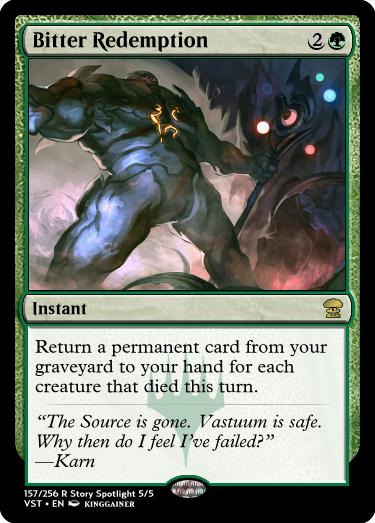 Bitter Redemption 2
Instant
Return a permanent card from your
graveyard to your hand for each
creature that died this turn.
“The Source is gone. Vastuum is safe.
Why then do I feel I’ve failed?”
—Karn
157/256 R Story Spotlight 5/5
VST • EN KINGGAINER